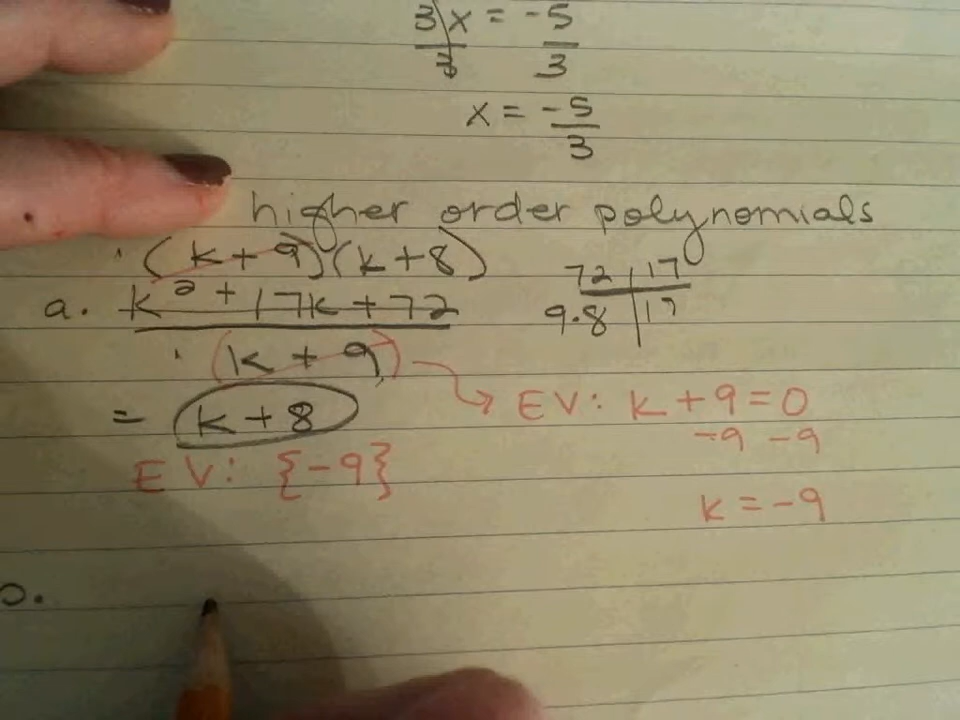 3x = -5
3 3
x = -5
3
higher order polynomials
(k + 9)(k + 8)
72 | 17
a. k² + 17k + 72
9·8 | 17
(k + 9)
= k + 8
EV: k + 9 = 0
-9 -9
EV: {-9}
k = -9